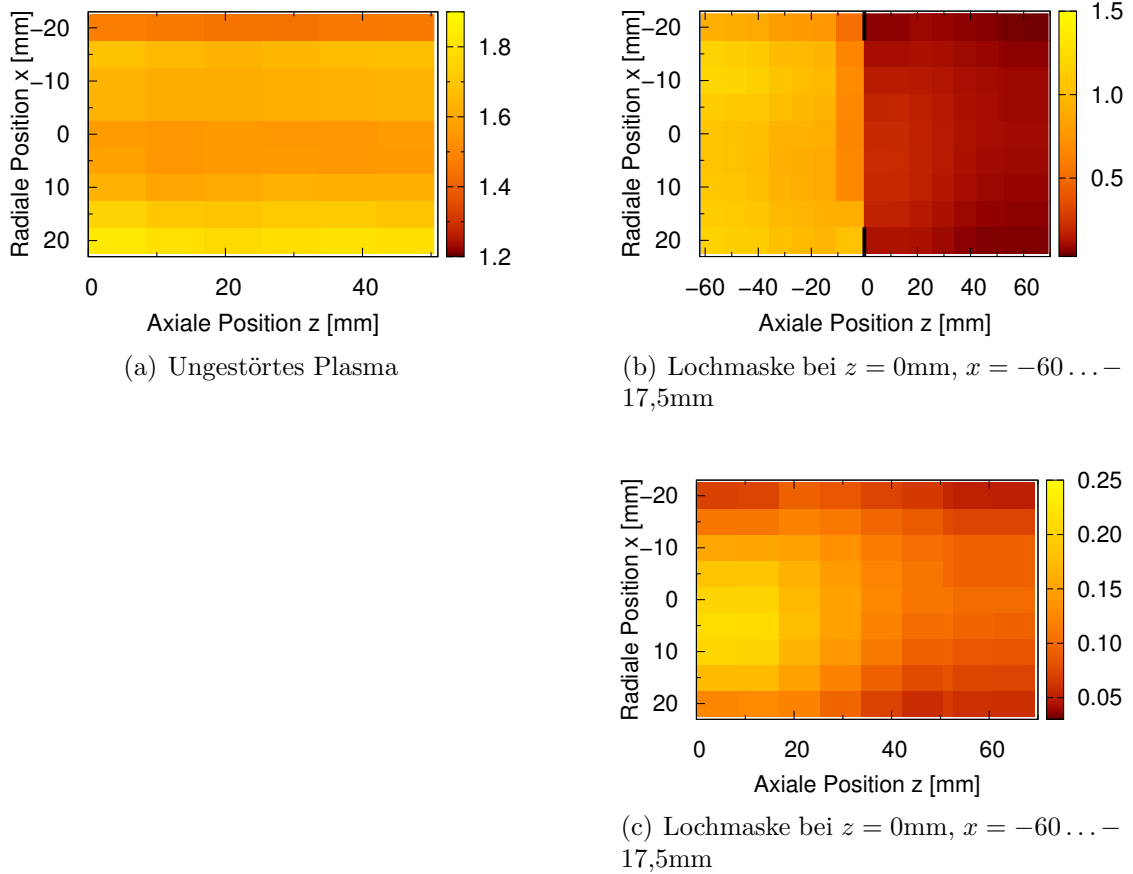 −20
−10
0
10
20
Radiale Position x [mm]
0 20 40
Axiale Position z [mm]
1.8
1.6
1.4
1.2
(a) Ungestörtes Plasma
−20
−10
0
10
20
Radiale Position x [mm]
−60 −40 −20 0 20 40 60
Axiale Position z [mm]
1.5
1.0
0.5
(b) Lochmaske bei z = 0mm, x = −60 . . . −
17,5mm
−20
−10
0
10
20
Radiale Position x [mm]
0 20 40 60
Axiale Position z [mm]
0.25
0.20
0.15
0.10
0.05
(c) Lochmaske bei z = 0mm, x = −60 . . . −
17,5mm